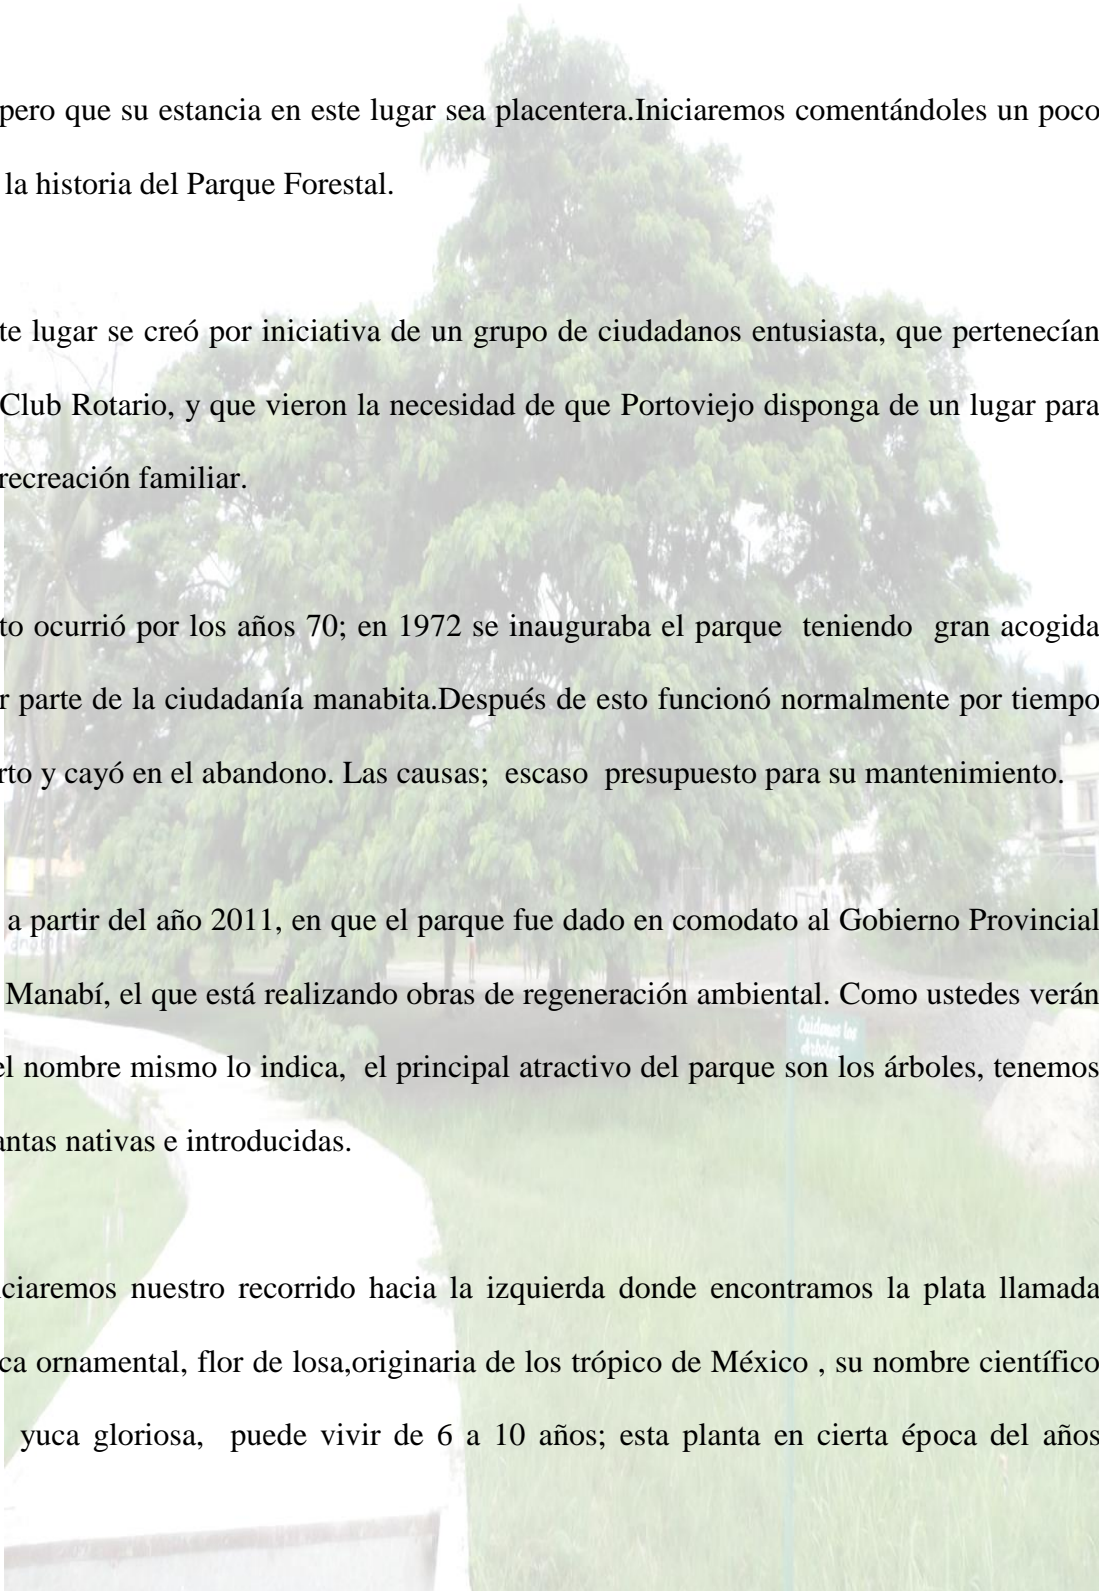 pero que su estancia en este lugar sea placentera.Iniciaremos comentándoles un poco
la historia del Parque Forestal.
te lugar se creó por iniciativa de un grupo de ciudadanos entusiasta, que pertenecían
Club Rotario, y que vieron la necesidad de que Portoviejo disponga de un lugar para
recreación familiar.
to ocurrió por los años 70; en 1972 se inauguraba el parque teniendo gran acogida
r parte de la ciudadanía manabita.Después de esto funcionó normalmente por tiempo
rto y cayó en el abandono. Las causas; escaso presupuesto para su mantenimiento.
a partir del año 2011, en que el parque fue dado en comodato al Gobierno Provincial
Manabí, el que está realizando obras de regeneración ambiental. Como ustedes verán
el nombre mismo lo indica, el principal atractivo del parque son los árboles, tenemos
antas nativas e introducidas.
ciaremos nuestro recorrido hacia la izquierda donde encontramos la plata llamada
ca ornamental, flor de losa,originaria de los trópico de México , su nombre científico
yuca gloriosa, puede vivir de 6 a 10 años; esta planta en cierta época del años
Cuidemos los
árboles